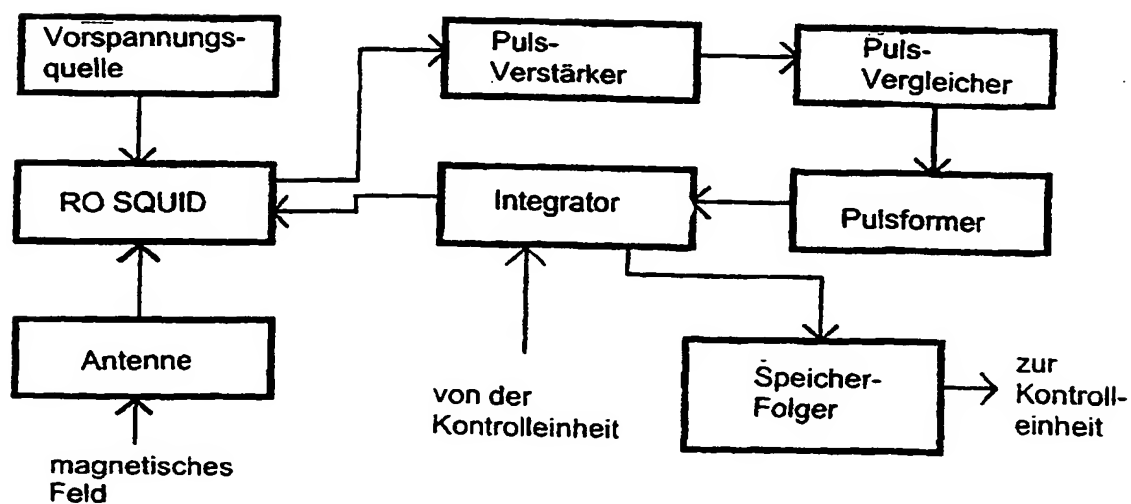 Vorspannungs-
quelle
Puls-
Verstärker
Puls-
Vergleicher
RO SQUID
Integrator
Pulsformer
Antenne
Speicher-
Folger
von der
Kontrolleinheit
zur
Kontroll-
einheit
magnetisches
Feld